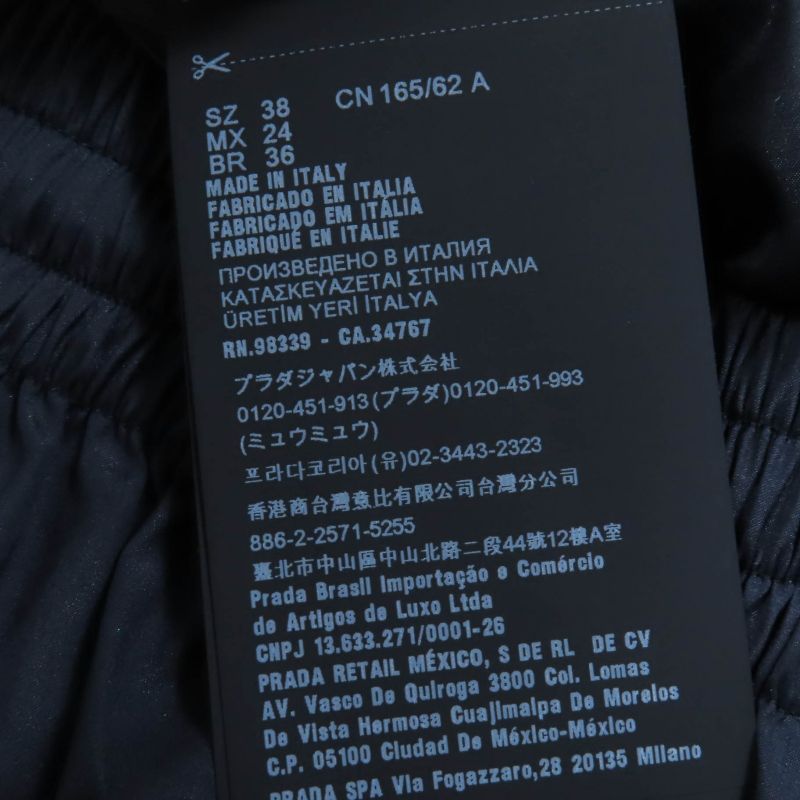 SZ 38 CN 165/62 A
MX 24
BR 36
MADE IN ITALY
FABRICADO EN ITALIA
FABRICADO EM ITÁLIA
FABRIQUÉ EN ITALIE
ПРОИЗВЕДЕНО В ИТАЛИЯ
ΚΑΤΑΣΚΕΥΑΖΕΤΑΙ ΣΤΗΝ ΙΤΑΛΙΑ
ÜRETİM YERİ İTALYA
RN.98339 - CA.34767
プラダジャパン株式会社
0120-451-913(プラダ)0120-451-993
(ミュウミュウ)
프라다코리아(유)02-3443-2323
香港商台灣意比有限公司台灣分公司
886-2-2571-5255
臺北市中山區中山北路二段44號12樓A室
Prada Brasil Importação e Comércio
de Artigos de Luxo Ltda
CNPJ 13.633.271/0001-26
PRADA RETAIL MÉXICO, S DE RL DE CV
AV. Vasco De Quiroga 3800 Col. Lomas
De Vista Hermosa Cuajimalpa De Morelos
C.P. 05100 Ciudad De México-México
PRADA SPA Via Fogazzaro,28 20135 Milano